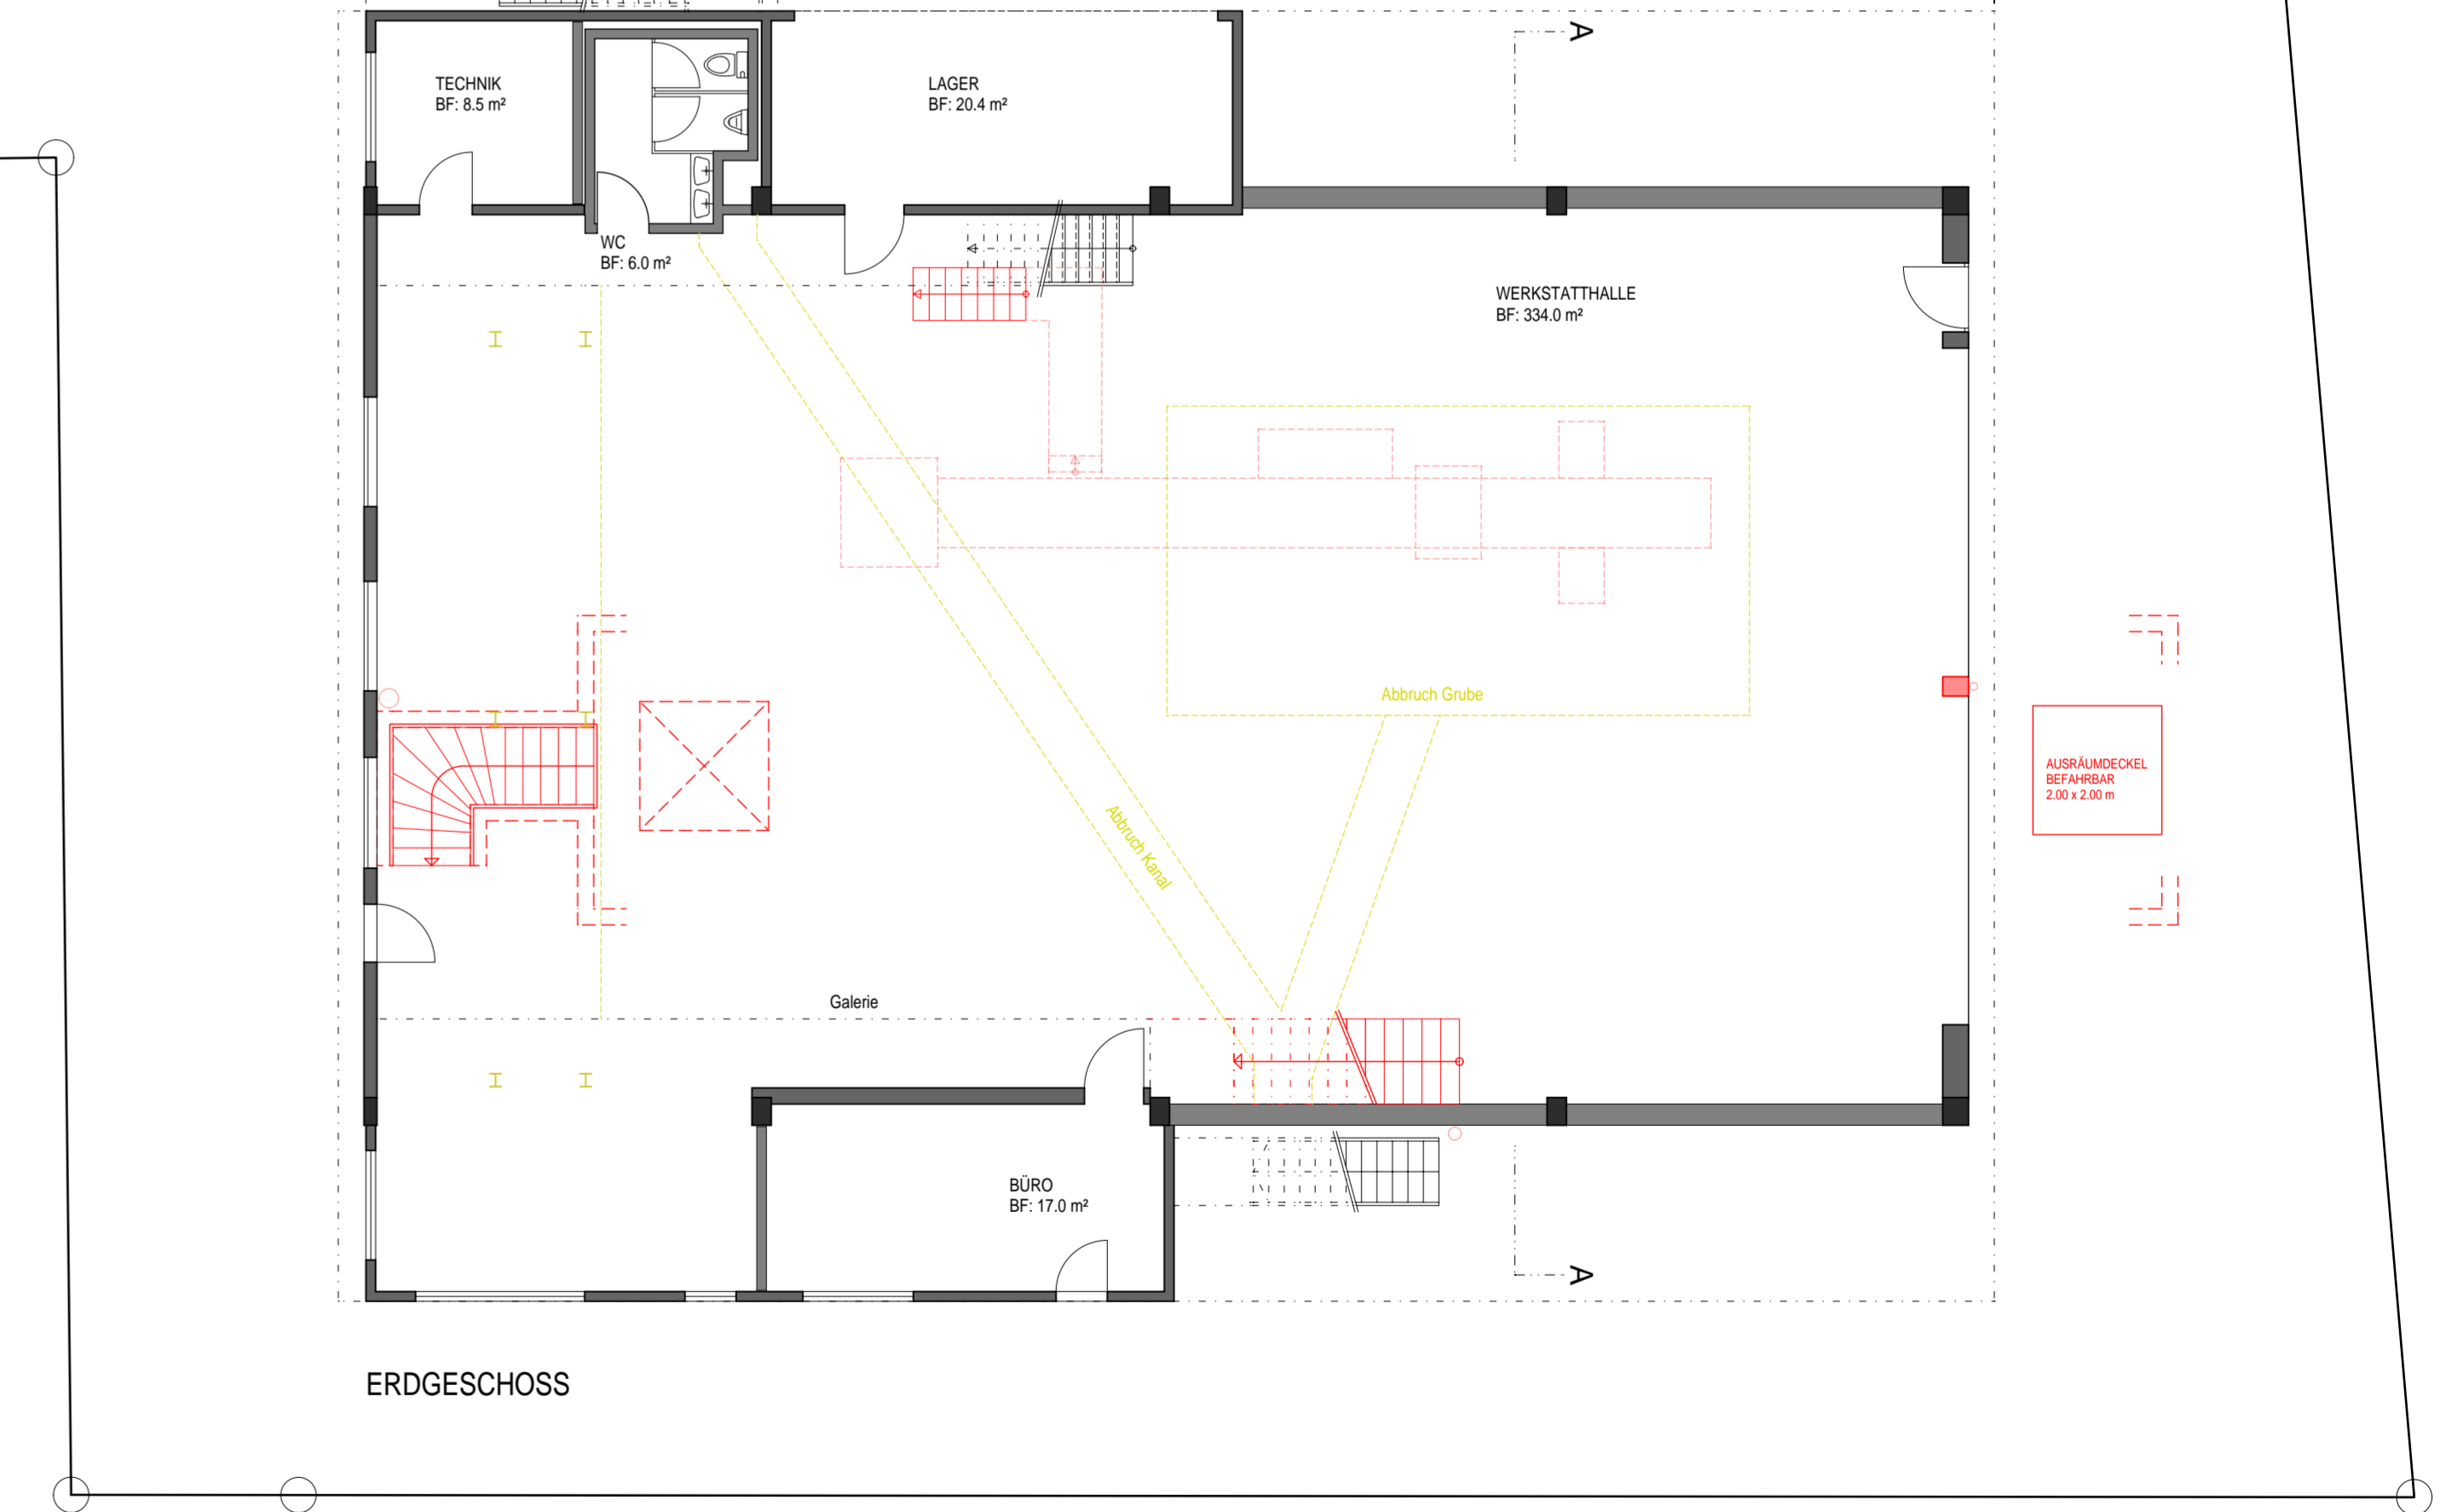 A
TECHNIK
BF: 8.5 m²
LAGER
BF: 20.4 m²
WC
BF: 6.0 m²
WERKSTATTHALLE
BF: 334.0 m²
Abbruch Grube
AUSRÄUMDECKEL
BEFAHRBAR
2.00 x 2.00 m
Abbruch Kanal
Galerie
BÜRO
BF: 17.0 m²
A
ERDGESCHOSS